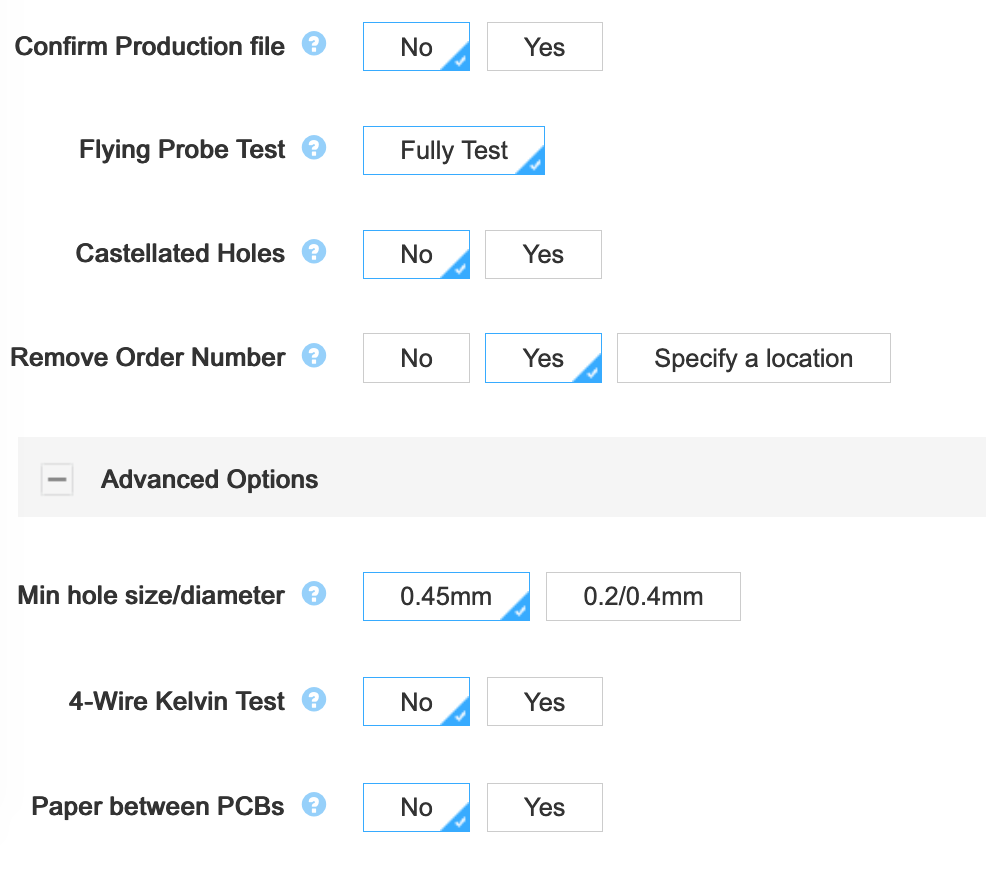 Confirm Production file ? No Yes
Flying Probe Test ? Fully Test
Castellated Holes ? No Yes
Remove Order Number ? No Yes Specify a location
Advanced Options
Min hole size/diameter ? 0.45mm 0.2/0.4mm
4-Wire Kelvin Test ? No Yes
Paper between PCBs ? No Yes